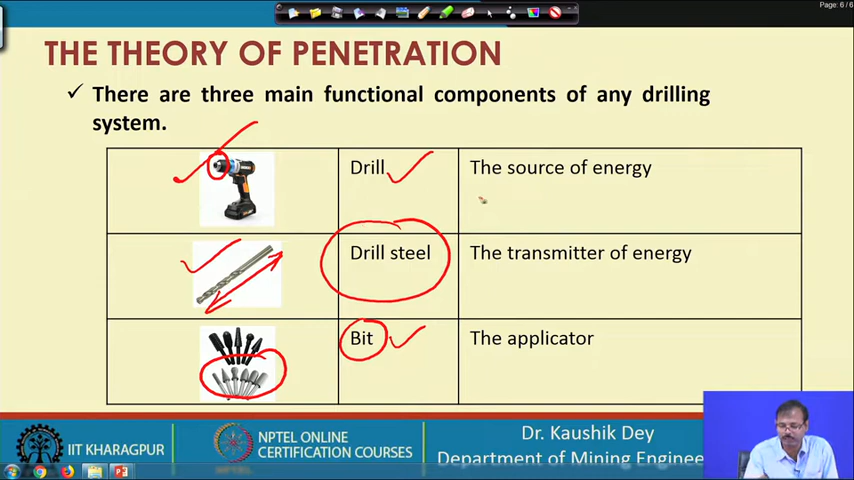 Page: 6 / 6
THE THEORY OF PENETRATION
There are three main functional components of any drilling
system.
Drill
The source of energy
Drill steel
The transmitter of energy
Bit
The applicator
IIT KHARAGPUR
NPTEL ONLINE
CERTIFICATION COURSES
Dr. Kaushik Dey
Department of Mining Enginee